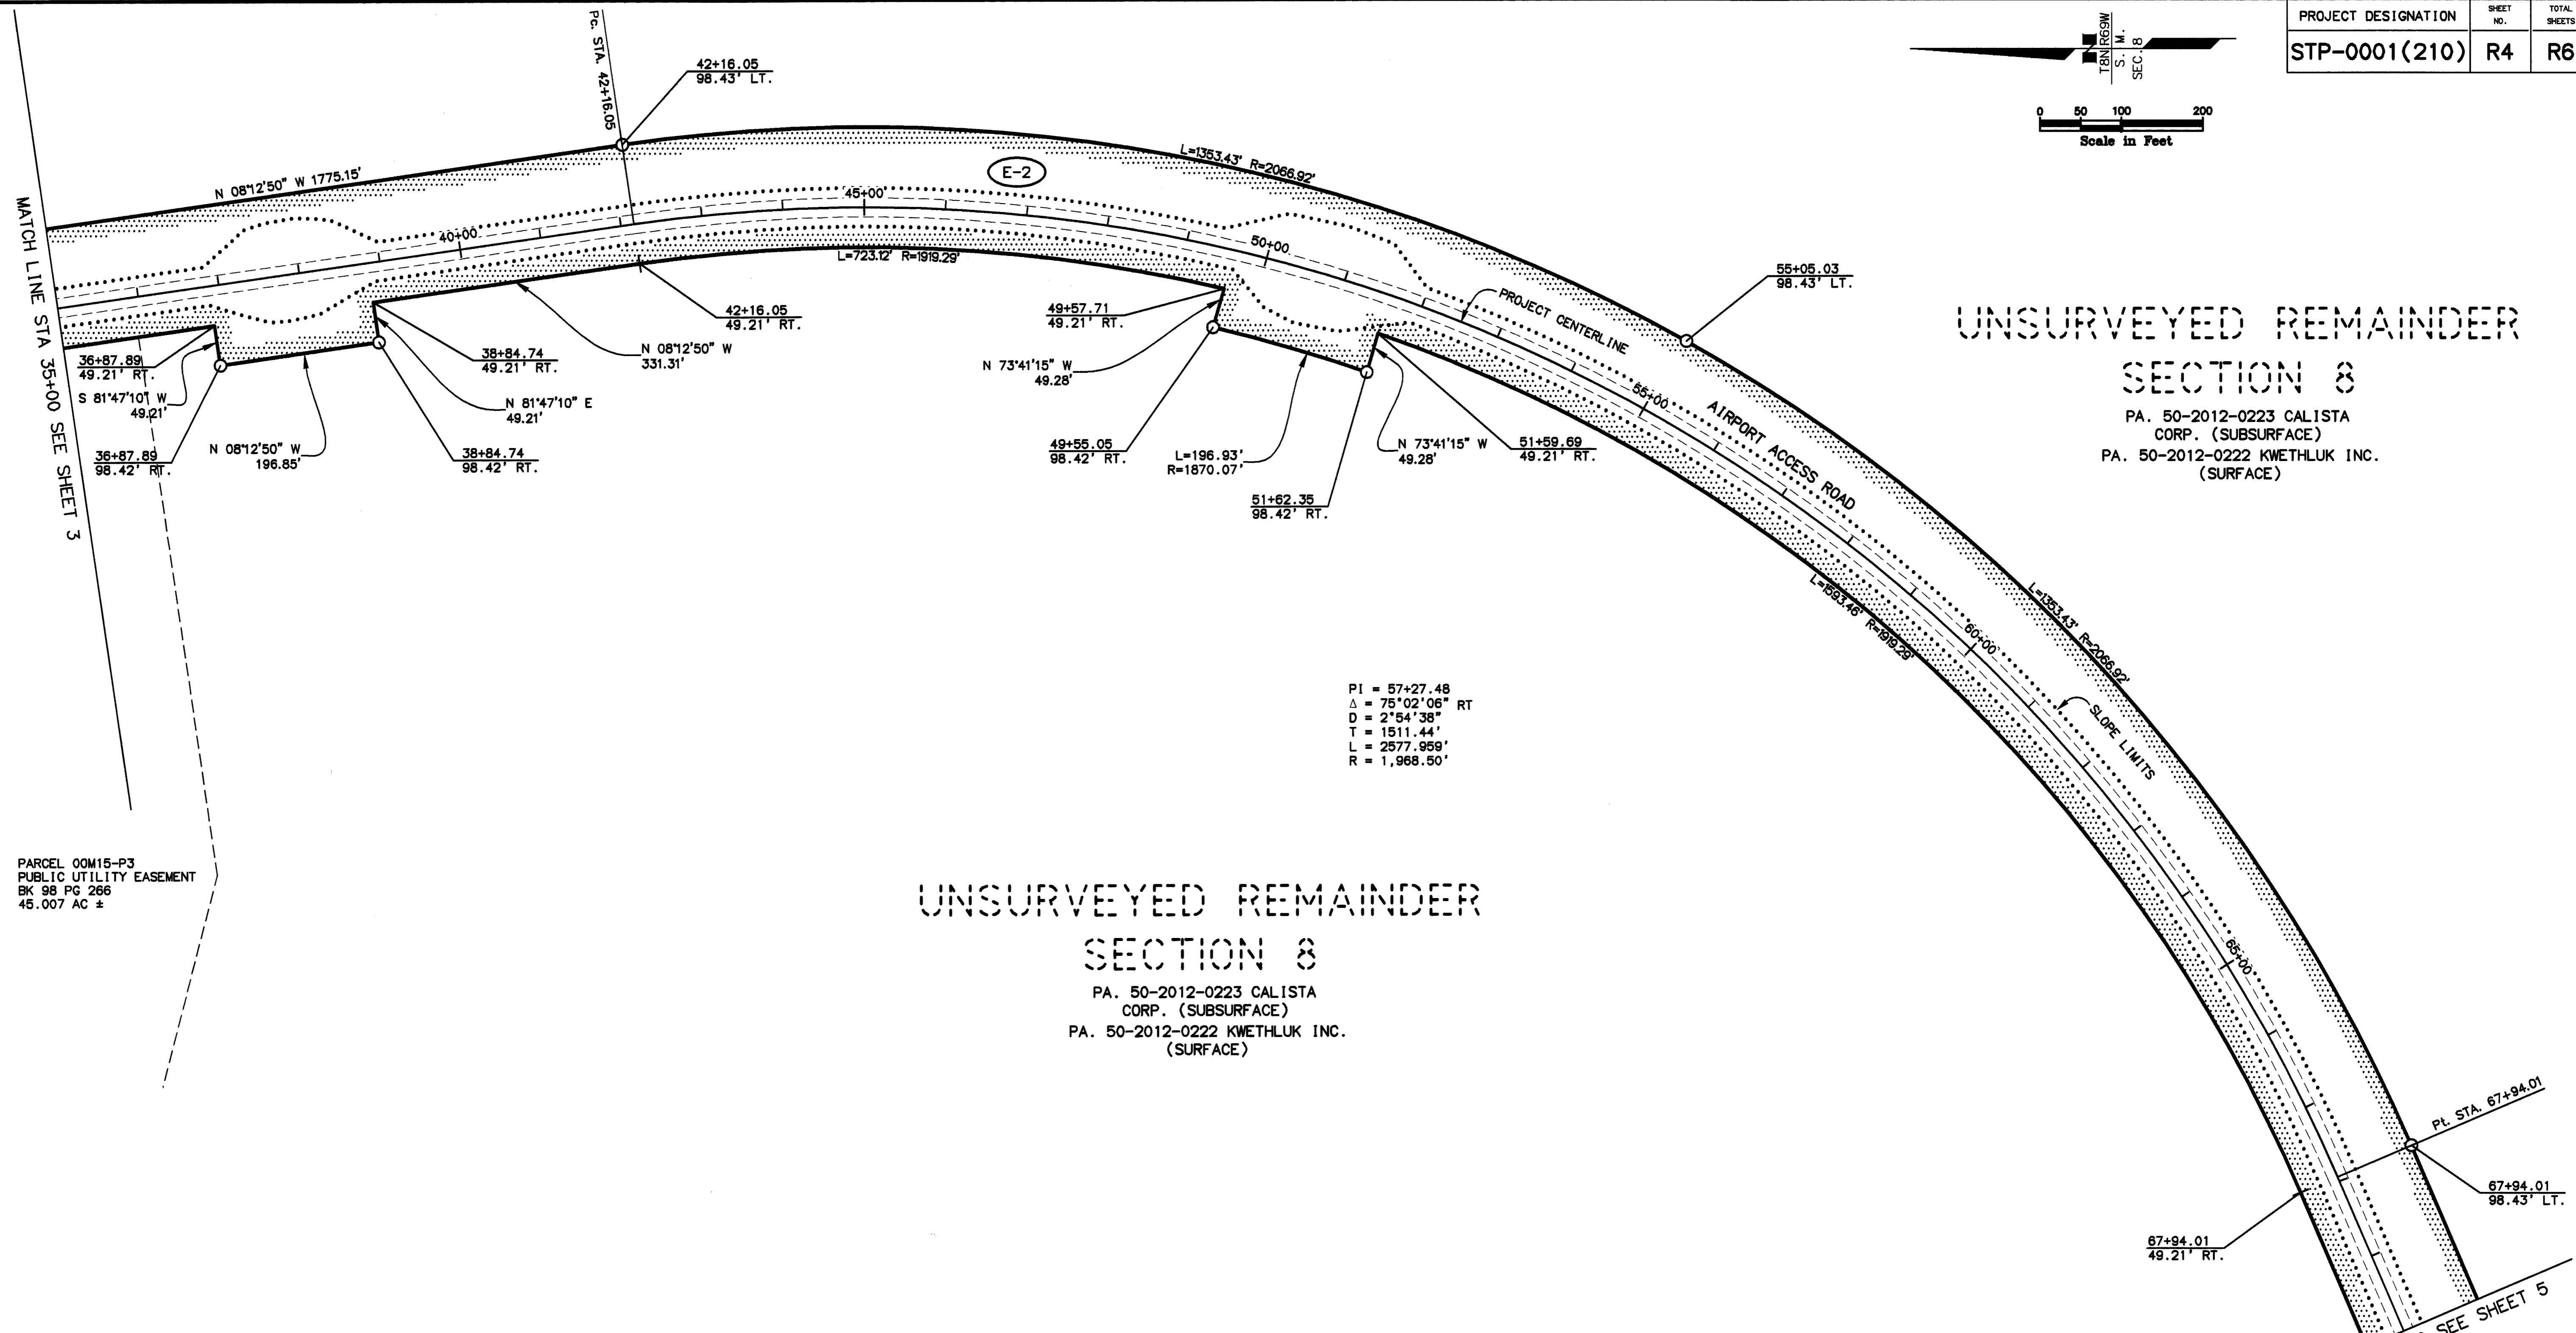 PROJECT DESIGNATION
SHEET NO.
TOTAL SHEETS
STP-0001(210)
R4
R6
N
T8N R69W
S. M.
SEC. 8
0 50 100 200
Scale in Feet
Pc. STA. 42+16.05
42+16.05
98.43' LT.
N 08°12'50" W 1775.15'
E-2
L=1353.43' R=2066.92'
MATCH LINE STA 35+00 SEE SHEET 3
40+00
45+00
50+00
L=723.12' R=1919.29'
55+05.03
98.43' LT.
PROJECT CENTERLINE
36+87.89
49.21' RT.
S 81°47'10" W
49.21'
36+87.89
98.42' RT.
N 08°12'50" W
196.85'
38+84.74
49.21' RT.
N 81°47'10" E
49.21'
38+84.74
98.42' RT.
42+16.05
49.21' RT.
N 08°12'50" W
331.31'
49+57.71
49.21' RT.
N 73°41'15" W
49.28'
49+55.05
98.42' RT.
L=196.93'
R=1870.07'
51+62.35
98.42' RT.
N 73°41'15" W
49.28'
51+59.69
49.21' RT.
55+00
AIRPORT ACCESS ROAD
UNSURVEYED REMAINDER
SECTION 8
PA. 50-2012-0223 CALISTA
CORP. (SUBSURFACE)
PA. 50-2012-0222 KWETHLUK INC.
(SURFACE)
L=1593.46' R=1919.29'
60+00
L=1353.43' R=2066.92'
SLOPE LIMITS
PI = 57+27.48
Δ = 75°02'06" RT
D = 2°54'38"
T = 1511.44'
L = 2577.959'
R = 1,968.50'
PARCEL 00M15-P3
PUBLIC UTILITY EASEMENT
BK 98 PG 266
45.007 AC ±
UNSURVEYED REMAINDER
SECTION 8
PA. 50-2012-0223 CALISTA
CORP. (SUBSURFACE)
PA. 50-2012-0222 KWETHLUK INC.
(SURFACE)
65+00
Pt. STA. 67+94.01
67+94.01
98.43' LT.
67+94.01
49.21' RT.
SEE SHEET 5